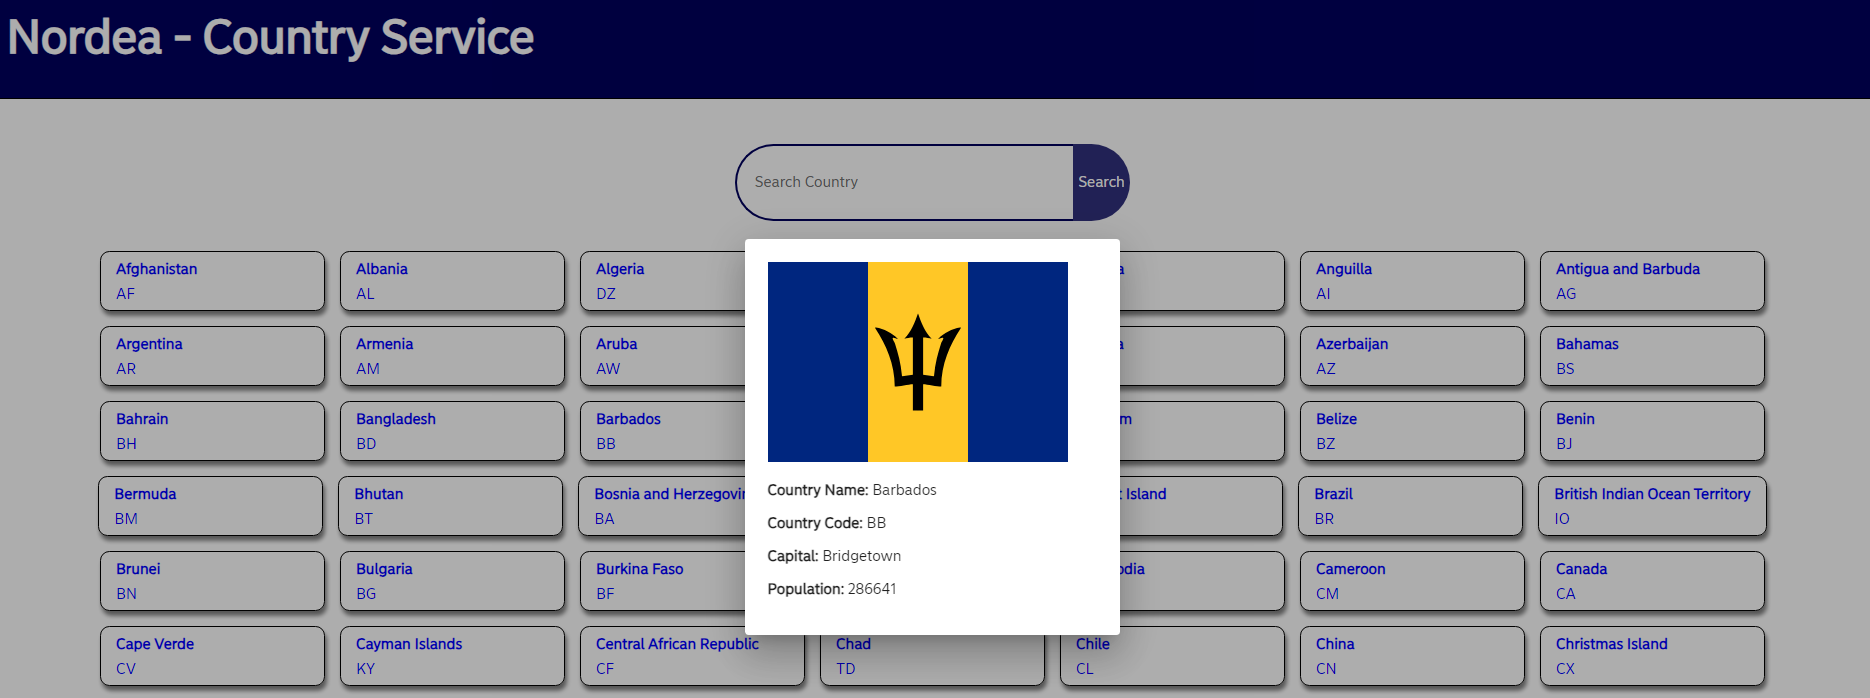 Nordea - Country Service
Search Country
Search
Afghanistan
AF
Albania
AL
Algeria
DZ
Anguilla
AI
Antigua and Barbuda
AG
Argentina
AR
Armenia
AM
Aruba
AW
Azerbaijan
AZ
Bahamas
BS
Bahrain
BH
Bangladesh
BD
Barbados
BB
Belize
BZ
Benin
BJ
Bermuda
BM
Bhutan
BT
Bosnia and
BA
Island
Brazil
BR
British Indian Ocean Territory
IO
Brunei
BN
Bulgaria
BG
Burkina Faso
BF
Cameroon
CM
Canada
CA
Cape Verde
CV
Cayman Islands
KY
Central African Republic
CF
Chad
TD
Chile
CL
China
CN
Christmas Island
CX
Country Name: Barbados
Country Code: BB
Capital: Bridgetown
Population: 286641